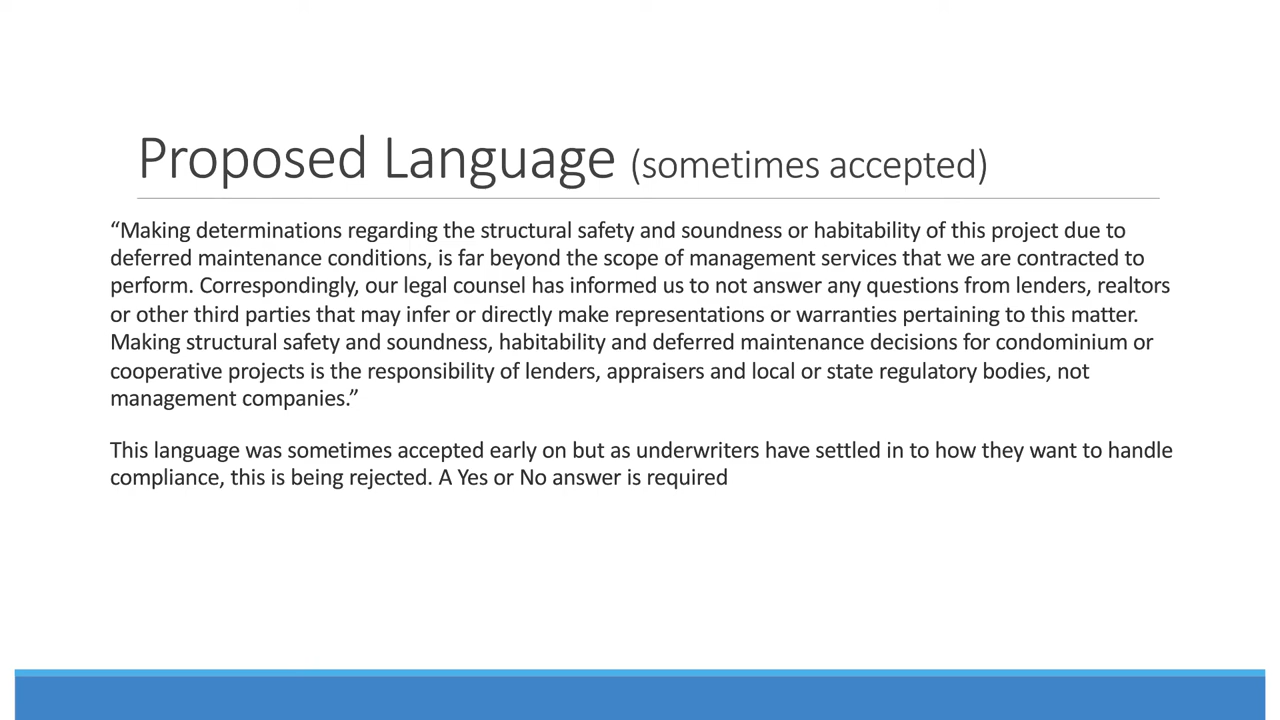 Proposed Language (sometimes accepted)
“Making determinations regarding the structural safety and soundness or habitability of this project due to
deferred maintenance conditions, is far beyond the scope of management services that we are contracted to
perform. Correspondingly, our legal counsel has informed us to not answer any questions from lenders, realtors
or other third parties that may infer or directly make representations or warranties pertaining to this matter.
Making structural safety and soundness, habitability and deferred maintenance decisions for condominium or
cooperative projects is the responsibility of lenders, appraisers and local or state regulatory bodies, not
management companies.”
This language was sometimes accepted early on but as underwriters have settled in to how they want to handle
compliance, this is being rejected. A Yes or No answer is required